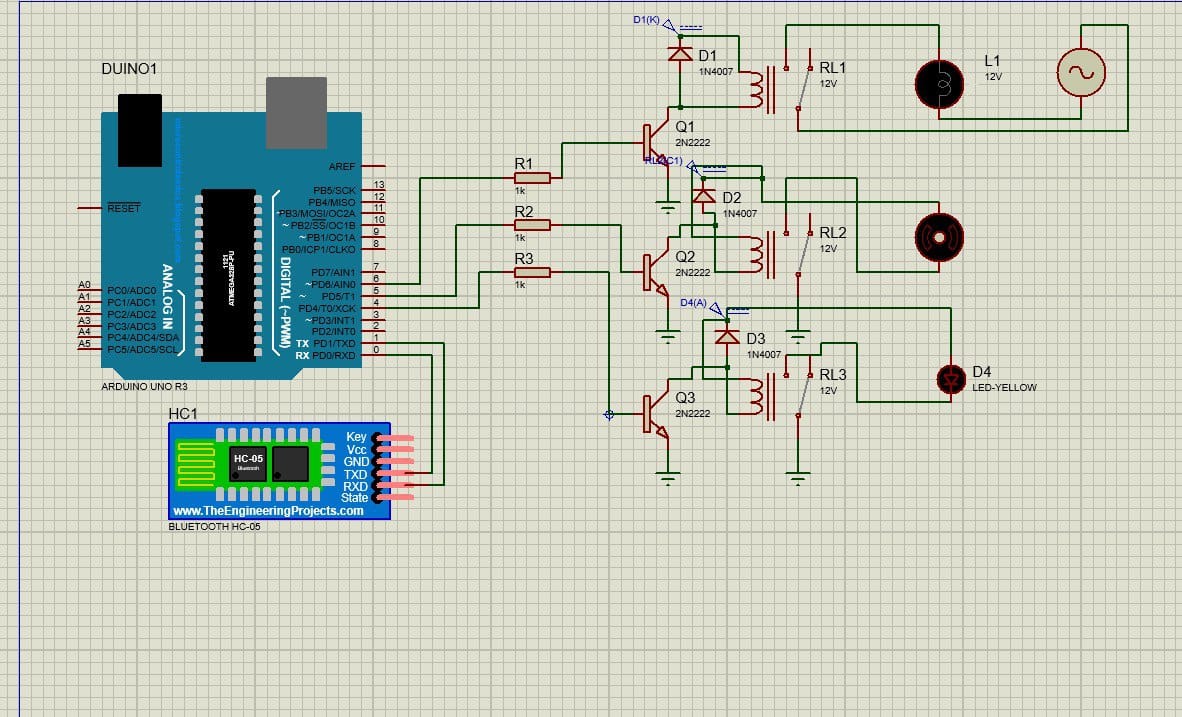 DUINO1
AREF
RESET
PB5/SCK 13
PB4/MISO 12
~PB3/MOSI/OC2A 11
~PB2/SS/OC1B 10
~PB1/OC1A 9
PB0/ICP1/CLKO 8
PD7/AIN1 7
~PD6/AIN0 6
~PD5/T1 5
PD4/T0/XCK 4
~PD3/INT1 3
PD2/INT0 2
TX PD1/TXD 1
RX PD0/RXD 0
A0 PC0/ADC0
A1 PC1/ADC1
A2 PC2/ADC2
A3 PC3/ADC3
A4 PC4/ADC4/SDA
A5 PC5/ADC5/SCL
ANALOG IN
DIGITAL (~PWM)
1121
ATMEGA328P-PU
ARDUINO UNO R3
HC1
HC-05
Bluetooth
Key
Vcc
GND
TXD
RXD
State
www.TheEngineeringProjects.com
BLUETOOTH HC-05
R1
1k
R2
1k
R3
1k
D1(K)
D1
1N4007
RL1
12V
L1
12V
Q1
2N2222
D2
1N4007
RL2
12V
Q2
2N2222
D4(A)
D3
1N4007
RL3
12V
Q3
2N2222
D4
LED-YELLOW